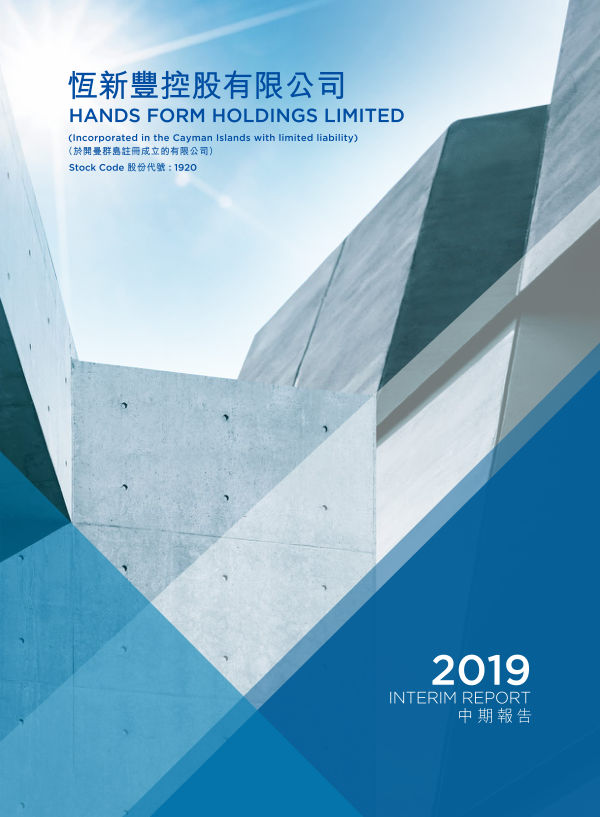 恆新豐控股有限公司
HANDS FORM HOLDINGS LIMITED
(Incorporated in the Cayman Islands with limited liability)
(於開曼群島註冊成立的有限公司)
Stock Code 股份代號 : 1920
2019
INTERIM REPORT
中期報告